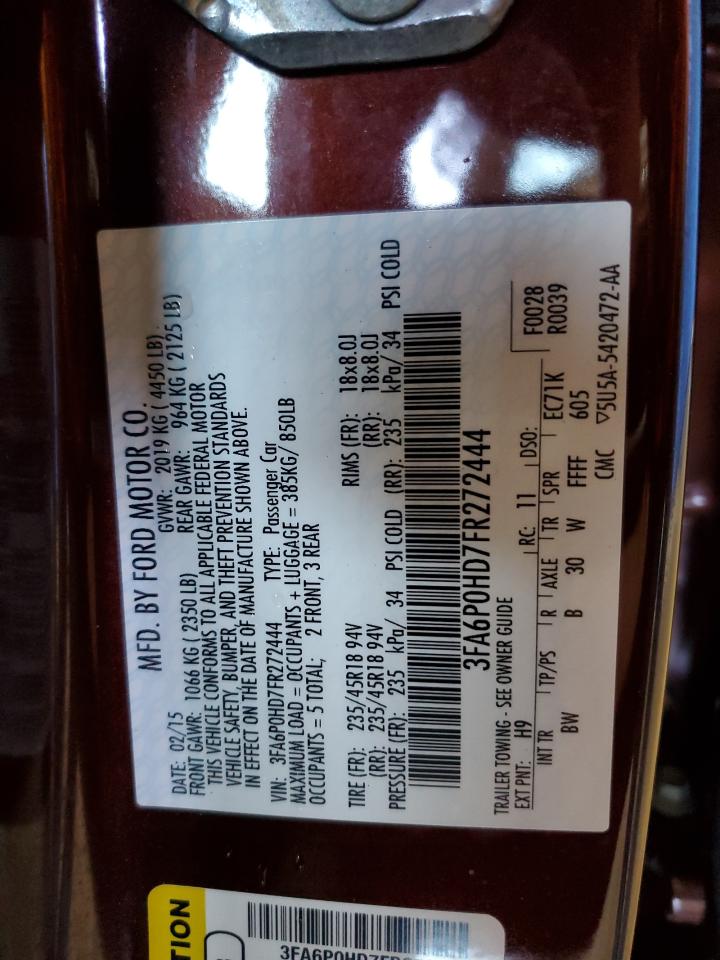 MFD. BY FORD MOTOR CO.
DATE: 02/15 GVWR: 2019 KG ( 4450 LB)
FRONT GAWR: 1066 KG ( 2350 LB) REAR GAWR: 964 KG ( 2125 LB)
THIS VEHICLE CONFORMS TO ALL APPLICABLE FEDERAL MOTOR
VEHICLE SAFETY, BUMPER, AND THEFT PREVENTION STANDARDS
IN EFFECT ON THE DATE OF MANUFACTURE SHOWN ABOVE.
VIN: 3FA6P0HD7FR272444 TYPE: Passenger Car
MAXIMUM LOAD = OCCUPANTS + LUGGAGE = 385KG/ 850LB
OCCUPANTS = 5 TOTAL; 2 FRONT, 3 REAR
TIRE (FR): 235/45R18 94V RIMS (FR): 18x8.0J
(RR): 235/45R18 94V (RR): 18x8.0J
PRESSURE (FR): 235 kPa/ 34 PSI COLD (RR): 235 kPa/ 34 PSI COLD
3FA6P0HD7FR272444
TRAILER TOWING - SEE OWNER GUIDE
EXT PNT: H9 RC: 11 DSO: F0028
R0039
INT TR TP/PS R AXLE TR SPR EC71K
BW B 30 W FFFF 605
CMC ▽5U5A-5420472-AA
TION